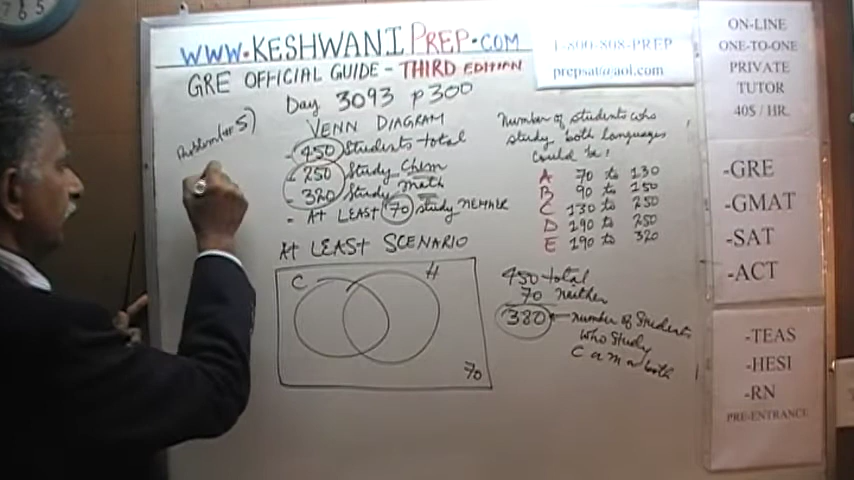 WWW.KESHWANIPREP.COM
1-800-808-PREP
prepsat@aol.com
GRE OFFICIAL GUIDE - THIRD EDITION
Day 3093 p300
VENN DIAGRAM
- 450 Students total
- 250 Study Chem
- 320 Study math
- AT LEAST 70 study NEITHER
AT LEAST SCENARIO
C
70
Number of students who
study both languages
could be:
A 70 to 130
B 90 to 150
C 130 to 250
D 190 to 250
E 190 to 320
450 total
70 neither
380 number of Students
who study
C or M or both
ON-LINE
ONE-TO-ONE
PRIVATE
TUTOR
40$ / HR.
-GRE
-GMAT
-SAT
-ACT
-TEAS
-HESI
-RN
PRE-ENTRANCE
7 6 5